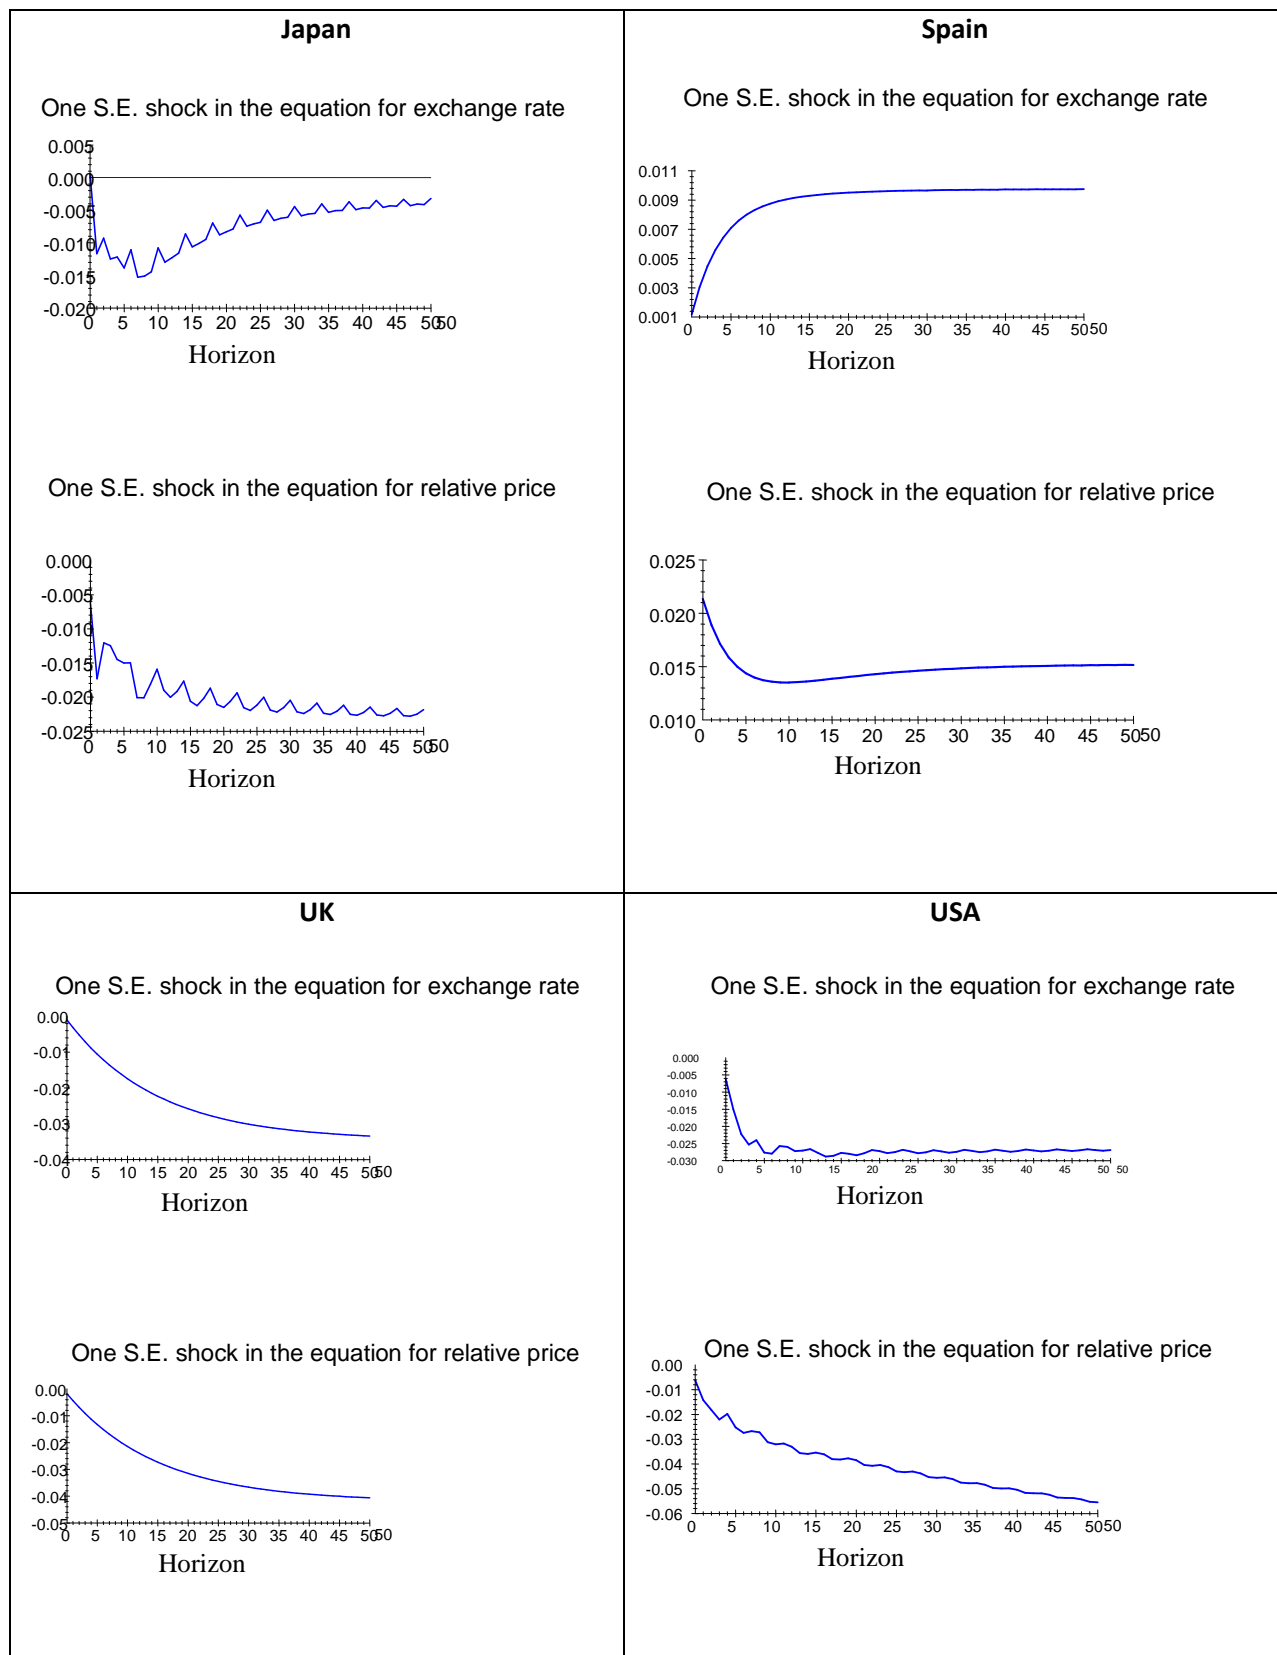 Japan
One S.E. shock in the equation for exchange rate
0.005
0.000
-0.005
-0.010
-0.015
-0.020
0 5 10 15 20 25 30 35 40 45 50 50
Horizon
One S.E. shock in the equation for relative price
0.000
-0.005
-0.010
-0.015
-0.020
-0.025
0 5 10 15 20 25 30 35 40 45 50 50
Horizon
Spain
One S.E. shock in the equation for exchange rate
0.011
0.009
0.007
0.005
0.003
0.001
0 5 10 15 20 25 30 35 40 45 50 50
Horizon
One S.E. shock in the equation for relative price
0.025
0.020
0.015
0.010
0 5 10 15 20 25 30 35 40 45 50 50
Horizon
UK
One S.E. shock in the equation for exchange rate
0.00
-0.01
-0.02
-0.03
-0.04
0 5 10 15 20 25 30 35 40 45 50 50
Horizon
One S.E. shock in the equation for relative price
0.00
-0.01
-0.02
-0.03
-0.04
-0.05
0 5 10 15 20 25 30 35 40 45 50 50
Horizon
USA
One S.E. shock in the equation for exchange rate
0.000
-0.005
-0.010
-0.015
-0.020
-0.025
-0.030
0 5 10 15 20 25 30 35 40 45 50 50
Horizon
One S.E. shock in the equation for relative price
0.00
-0.01
-0.02
-0.03
-0.04
-0.05
-0.06
0 5 10 15 20 25 30 35 40 45 50 50
Horizon